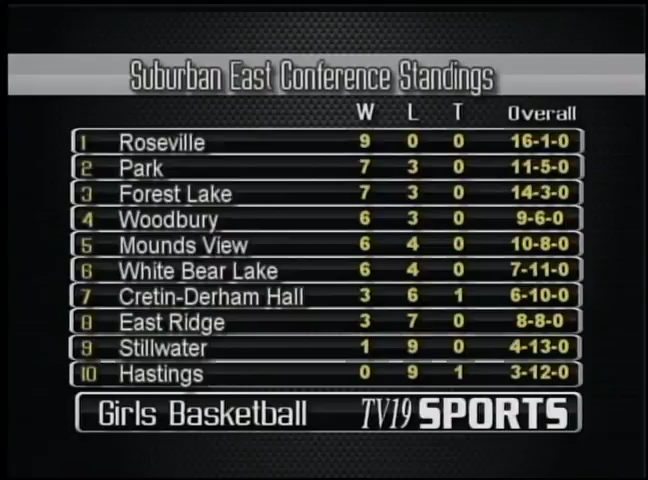 Suburban East Conference Standings
W L T Overall
1 Roseville 9 0 0 16-1-0
2 Park 7 3 0 11-5-0
3 Forest Lake 7 3 0 14-3-0
4 Woodbury 6 3 0 9-6-0
5 Mounds View 6 4 0 10-8-0
6 White Bear Lake 6 4 0 7-11-0
7 Cretin-Derham Hall 3 6 1 6-10-0
8 East Ridge 3 7 0 8-8-0
9 Stillwater 1 9 0 4-13-0
10 Hastings 0 9 1 3-12-0
Girls Basketball TV19 SPORTS